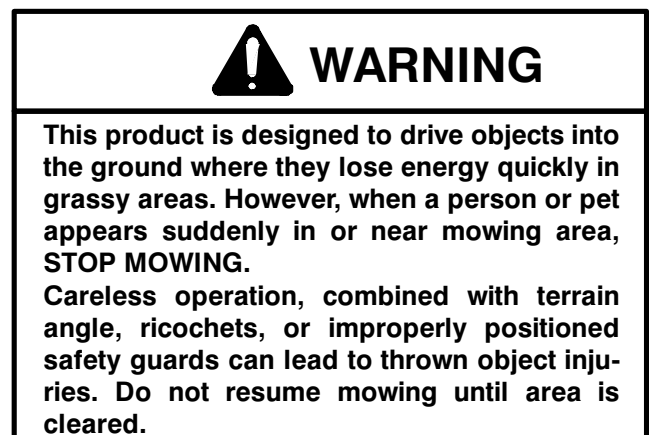 WARNING
This product is designed to drive objects into
the ground where they lose energy quickly in
grassy areas. However, when a person or pet
appears suddenly in or near mowing area,
STOP MOWING.
Careless operation, combined with terrain
angle, ricochets, or improperly positioned
safety guards can lead to thrown object inju-
ries. Do not resume mowing until area is
cleared.